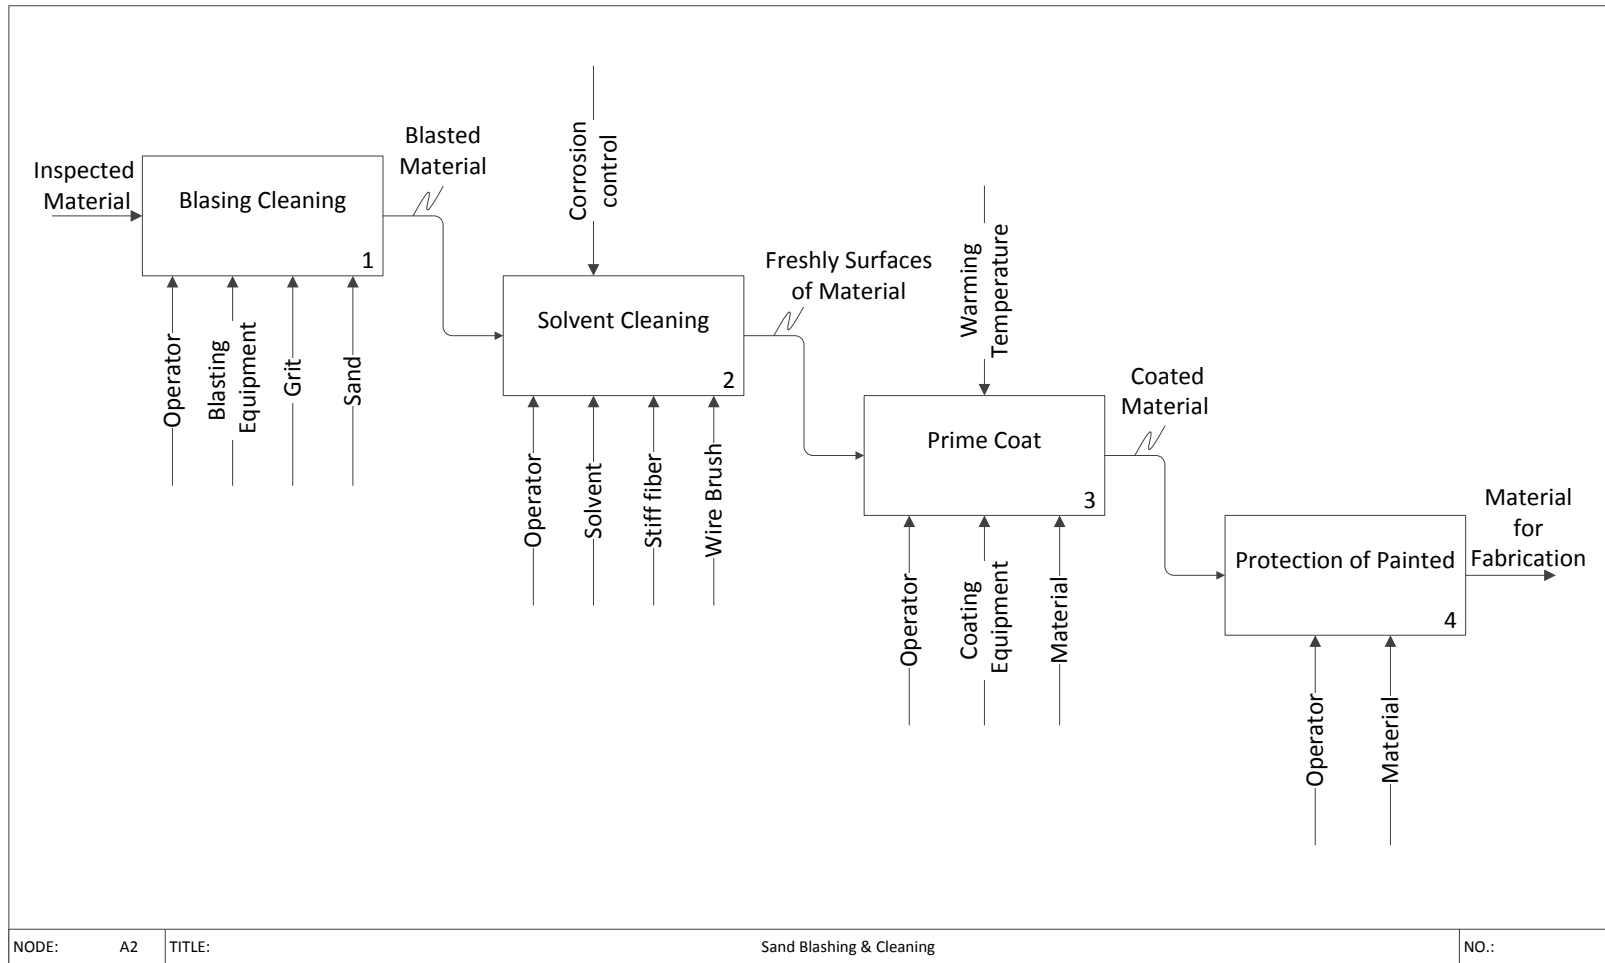 Inspected
Material
Blasing Cleaning
1
Operator
Blasting
Equipment
Grit
Sand
Blasted
Material
Corrosion
control
Solvent Cleaning
2
Operator
Solvent
Stiff fiber
Wire Brush
Freshly Surfaces
of Material
Warming
Temperature
Prime Coat
3
Operator
Coating
Equipment
Material
Coated
Material
Protection of Painted
4
Operator
Material
Material
for
Fabrication
NODE: A2 TITLE: Sand Blashing & Cleaning NO.: